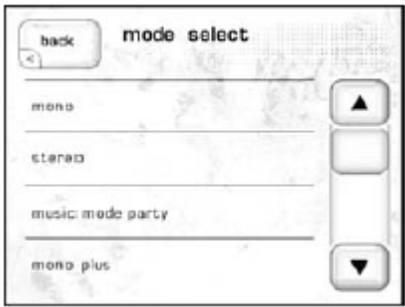 back
<
mode select
mono
stereo
music: mode party
mono plus